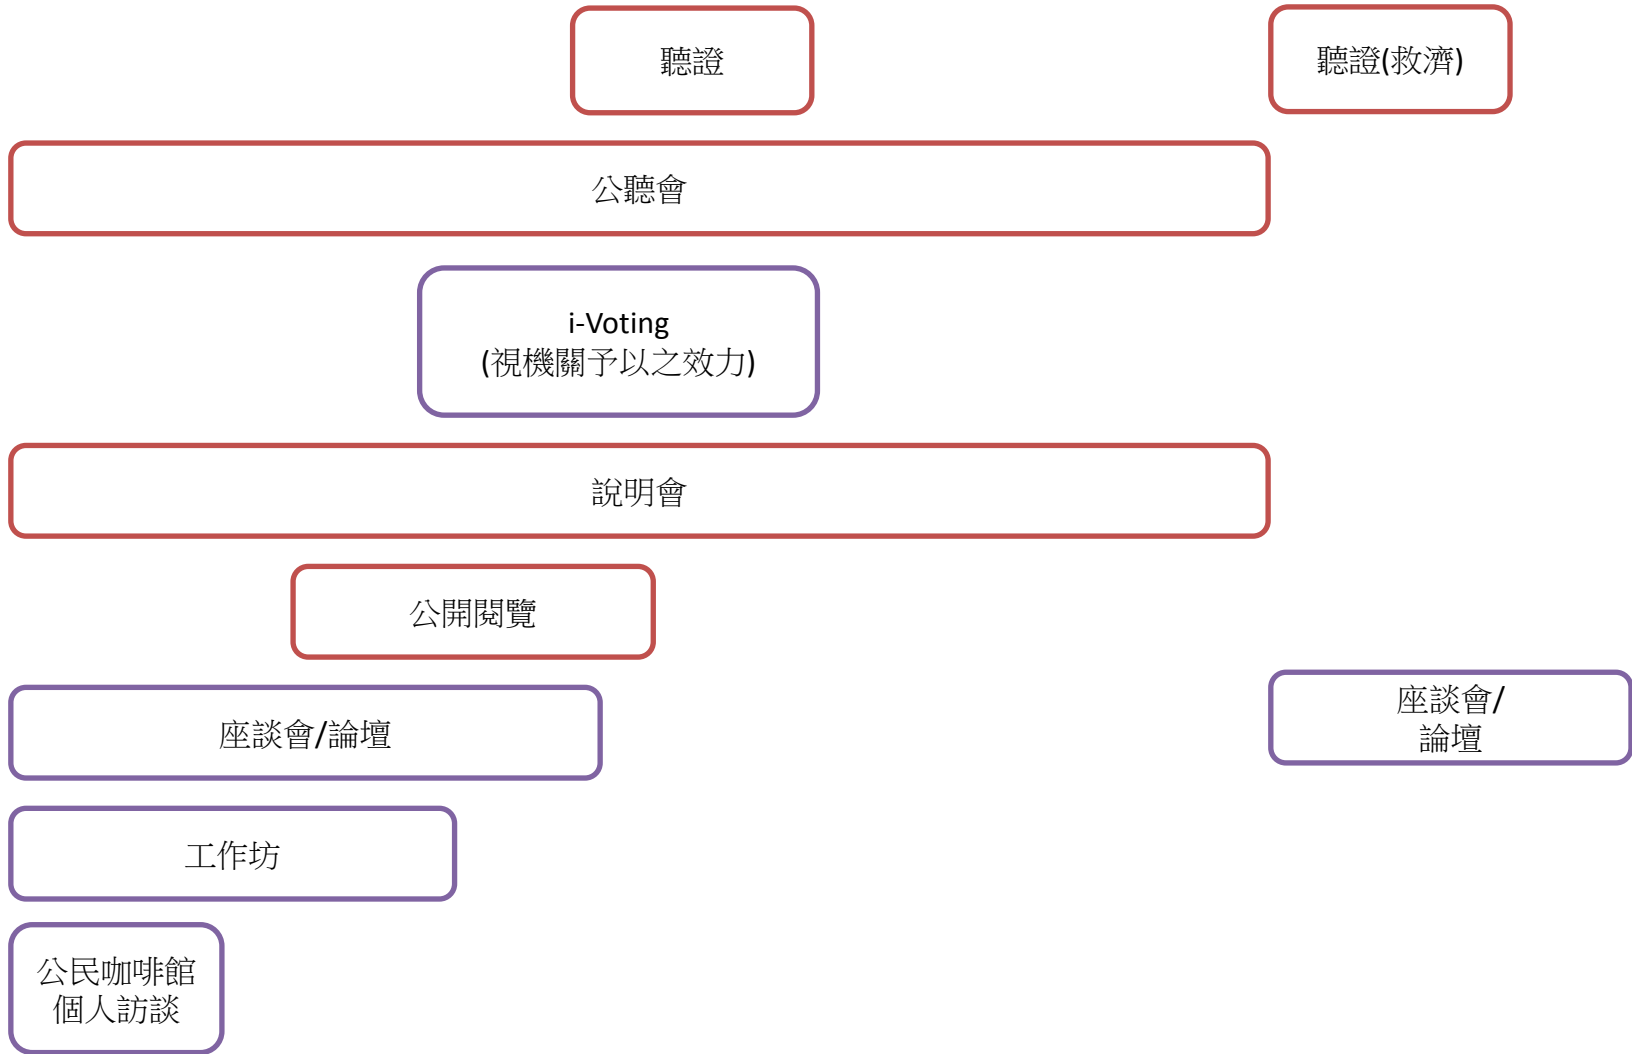 聽證
聽證(救濟)
公聽會
i-Voting
(視機關予以之效力)
說明會
公開閱覽
座談會/論壇
座談會/
論壇
工作坊
公民咖啡館
個人訪談